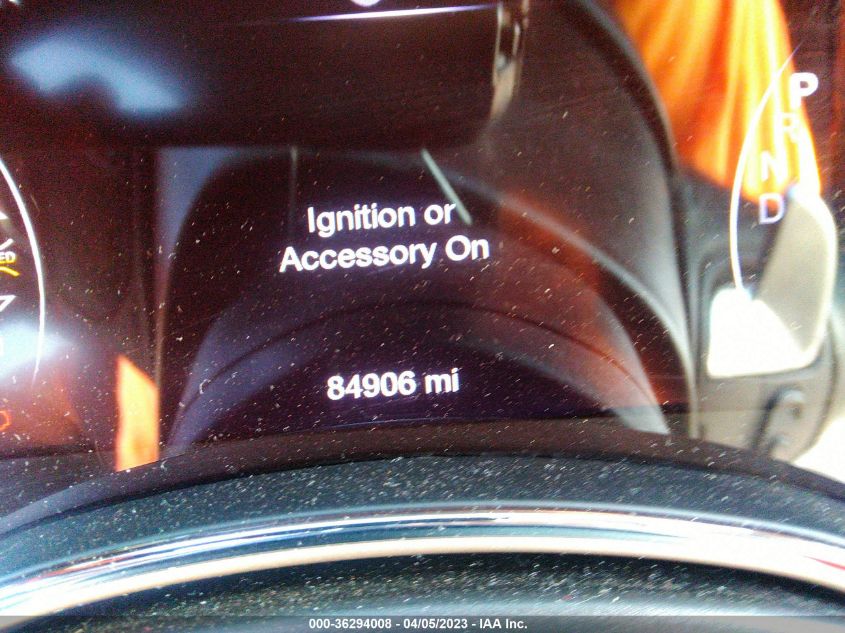 P
R
N
D
Ignition or
Accessory On
84906 mi
000-36294008 - 04/05/2023 - IAA Inc.